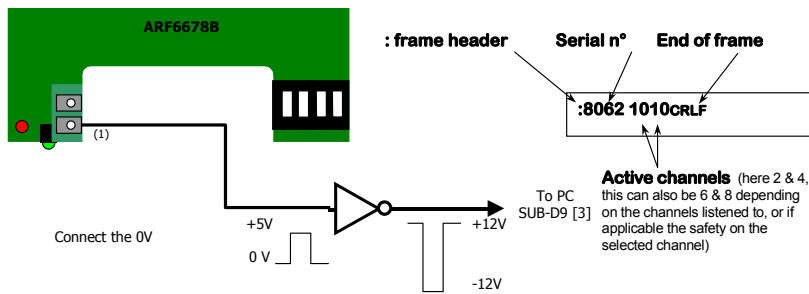 ARF6678B
: frame header Serial n° End of frame
:8062 1010CRLF
(1)
Active channels (here 2 & 4,
this can also be 6 & 8 depending
on the channels listened to, or if
applicable the safety on the
selected channel)
To PC
SUB-D9 [3]
Connect the 0V
+5V
0 V
+12V
-12V